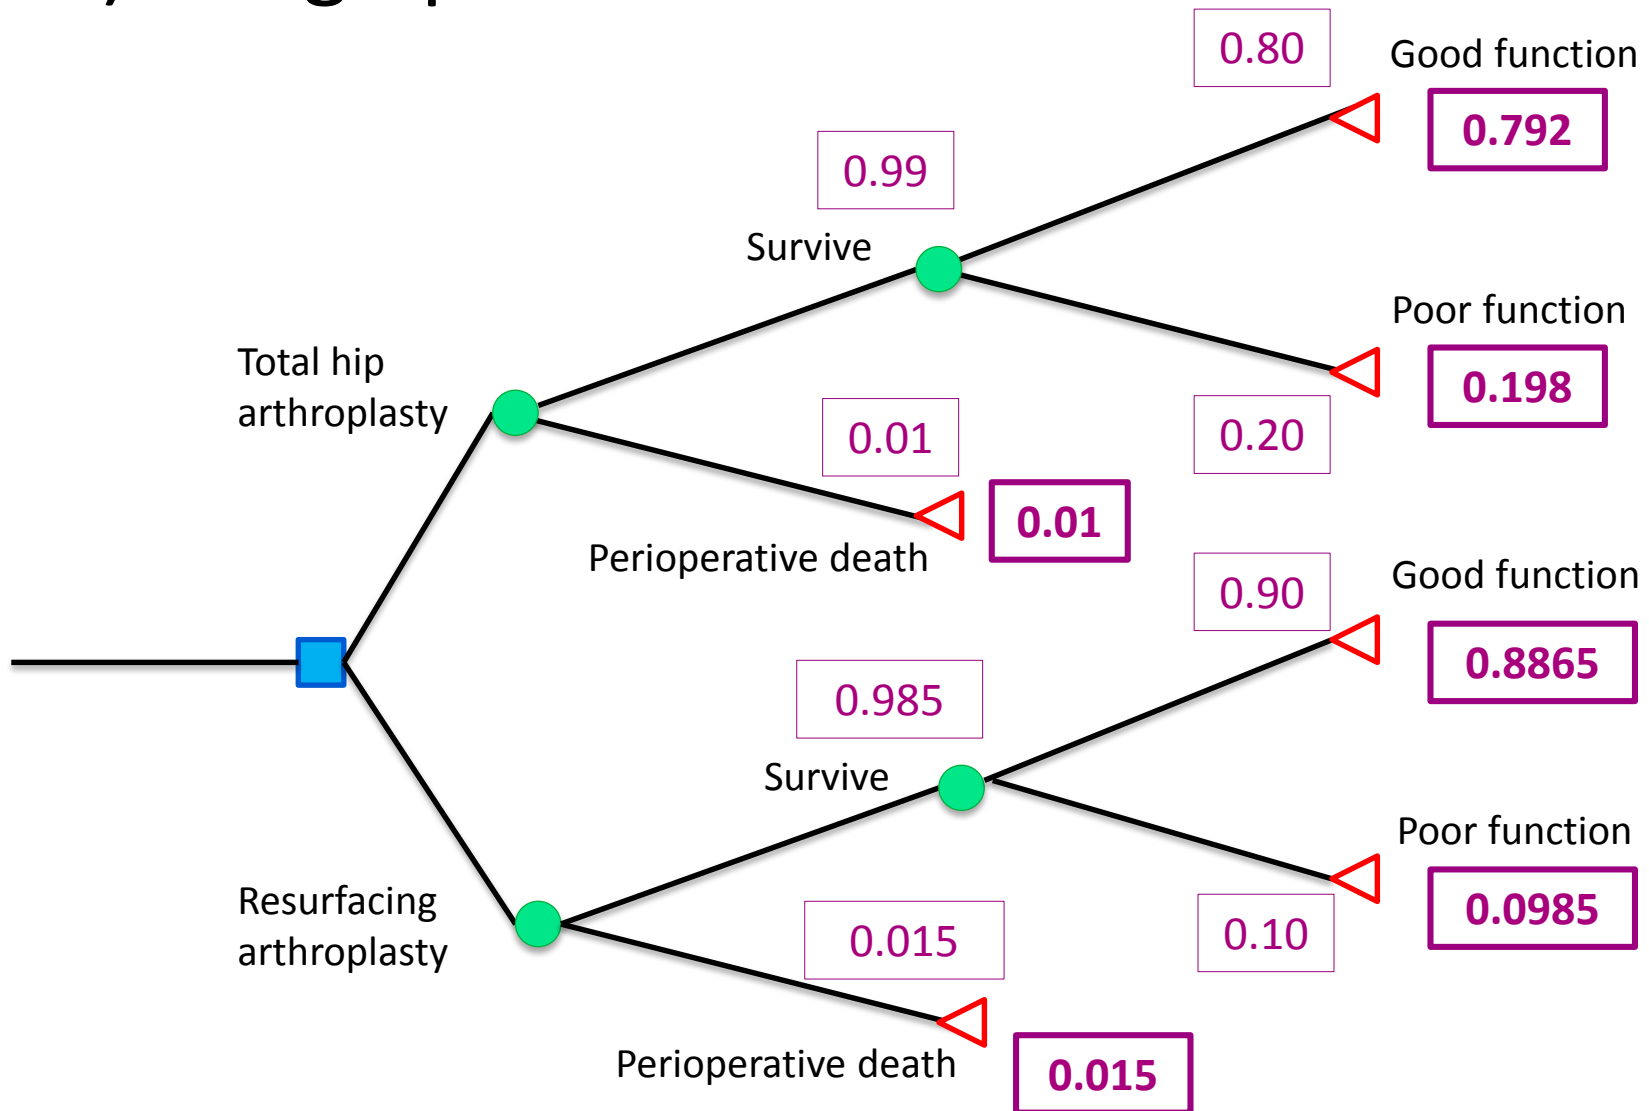 0.80
Good function
0.792
0.99
Survive
Poor function
0.198
0.20
Total hip
arthroplasty
0.01
0.01
Perioperative death
0.90
Good function
0.8865
0.985
Survive
Poor function
0.0985
0.10
Resurfacing
arthroplasty
0.015
Perioperative death
0.015